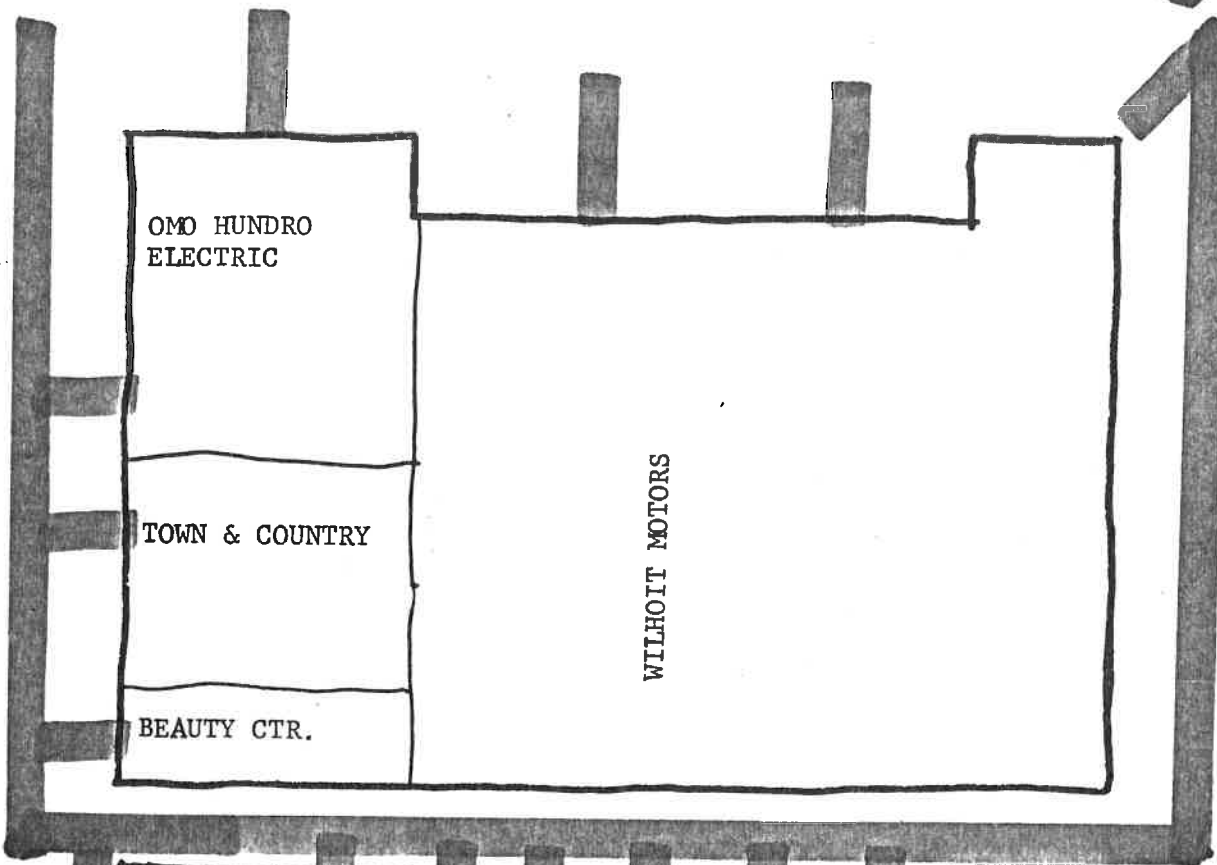 OMO HUNDRO
ELECTRIC
TOWN & COUNTRY
WILHOIT MOTORS
BEAUTY CTR.